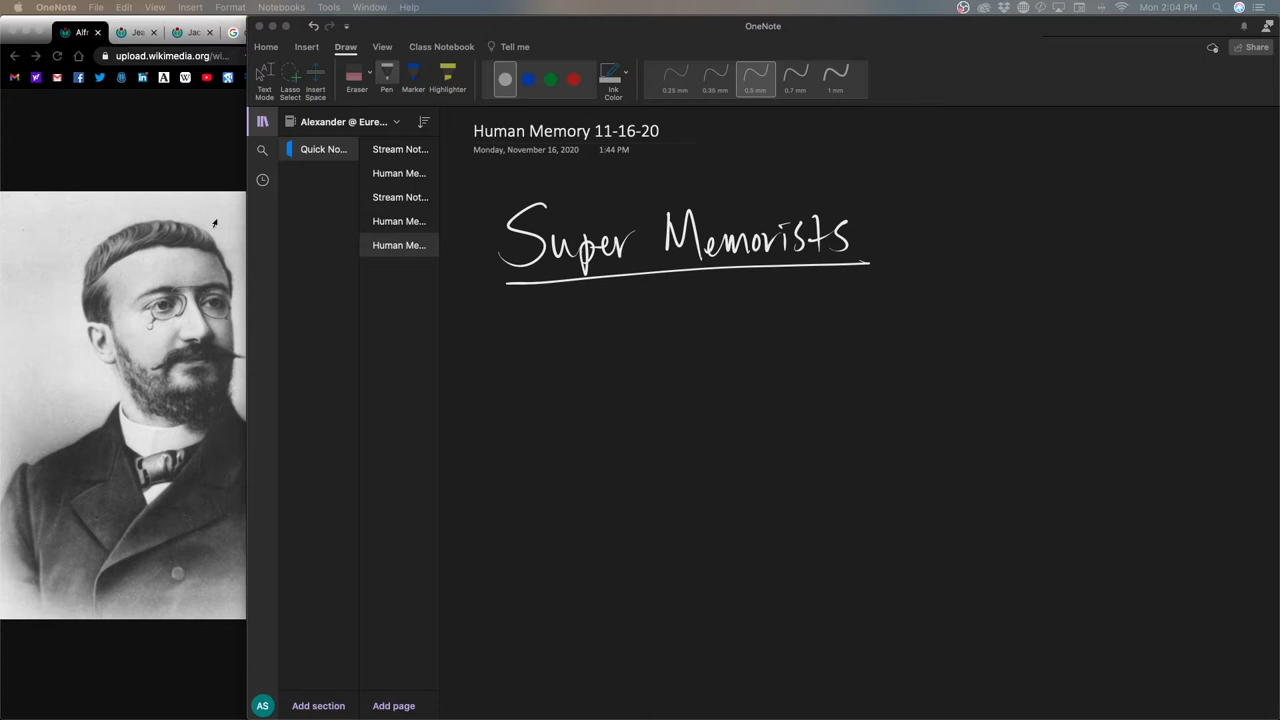 OneNote File Edit View Insert Format Notebooks Tools Window Help Mon 2:04 PM
Alf Jea Jac
upload.wikimedia.org/wi...
OneNote
Home Insert Draw View Class Notebook Tell me Share
Text Mode
Lasso Select
Insert Space
Eraser
Pen
Marker
Highlighter
Ink Color
0.25 mm 0.35 mm 0.5 mm 0.7 mm 1 mm
Alexander @ Eure...
Quick No...
Stream Not...
Human Me...
Stream Not...
Human Me...
Human Me...
Human Memory 11-16-20
Monday, November 16, 2020 1:44 PM
Super Memorists
AS Add section Add page